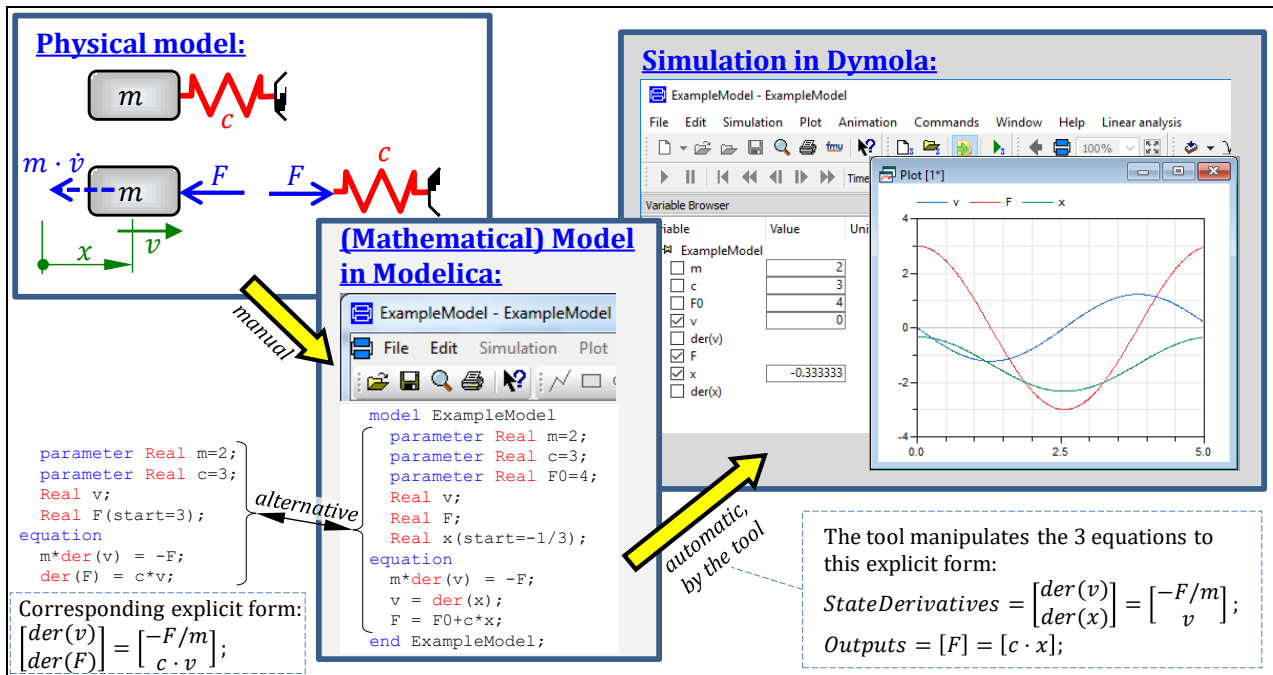 Physical model:
m
c
m · v̇
m
F
F
c
x
v
manual
(Mathematical) Model
in Modelica:
ExampleModel - ExampleModel
File Edit Simulation Plot
model ExampleModel
parameter Real m=2;
parameter Real c=3;
parameter Real F0=4;
Real v;
Real F;
Real x(start=-1/3);
equation
m*der(v) = -F;
v = der(x);
F = F0+c*x;
end ExampleModel;
alternative
parameter Real m=2;
parameter Real c=3;
Real v;
Real F(start=3);
equation
m*der(v) = -F;
der(F) = c*v;
Corresponding explicit form:
[der(v) der(F)] = [−F/m c · v];
automatic,
by the tool
Simulation in Dymola:
ExampleModel - ExampleModel
File Edit Simulation Plot Animation Commands Window Help Linear analysis
fmu 100%
Time
Variable Browser
Value Uni
ExampleModel
m 2
c 3
F0 4
v 0
der(v)
F
x -0.333333
der(x)
Plot [1*]
v F x
4
2
0
-2
-4
0.0 2.5 5.0
The tool manipulates the 3 equations to
this explicit form:
StateDerivatives = [der(v) der(x)] = [−F/m v];
Outputs = [F] = [c · x];